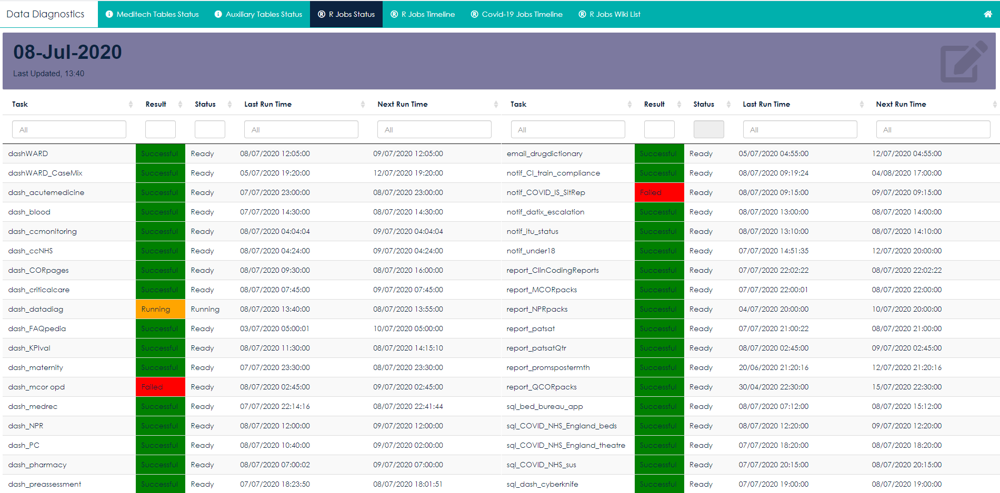 Data Diagnostics Meditech Tables Status Auxiliary Tables Status R Jobs Status R Jobs Timeline Covid-19 Jobs Timeline R Jobs Wiki List
08-Jul-2020
Last Updated, 13:40
Task Result Status Last Run Time Next Run Time Task Result Status Last Run Time Next Run Time
All All All All All All
dashWARD Successful Ready 08/07/2020 12:05:00 09/07/2020 12:05:00 email_drugdictionary Successful Ready 05/07/2020 04:55:00 12/07/2020 04:55:00
dashWARD_CaseMix Successful Ready 05/07/2020 19:20:00 12/07/2020 19:20:00 notif_CI_train_compliance Successful Ready 08/07/2020 09:19:24 04/08/2020 17:00:00
dash_acutemedicine Successful Ready 07/07/2020 23:00:00 08/07/2020 23:00:00 notif_COVID_IS_SitRep Failed Ready 08/07/2020 09:15:00 09/07/2020 09:15:00
dash_blood Successful Ready 07/07/2020 14:30:00 08/07/2020 14:30:00 notif_datix_escalation Successful Ready 08/07/2020 13:00:00 08/07/2020 14:00:00
dash_ccmonitoring Successful Ready 08/07/2020 04:04:04 09/07/2020 04:04:04 notif_itu_status Successful Ready 08/07/2020 13:10:00 08/07/2020 14:10:00
dash_ccNHS Successful Ready 08/07/2020 04:24:00 09/07/2020 04:24:00 notif_under18 Successful Ready 07/07/2020 14:51:35 12/07/2020 20:00:00
dash_CORpages Successful Ready 08/07/2020 09:30:00 08/07/2020 16:00:00 report_ClinCodingReports Successful Ready 07/07/2020 22:02:22 08/07/2020 22:02:22
dash_criticalcare Successful Ready 08/07/2020 07:45:00 09/07/2020 07:45:00 report_MCORpacks Successful Ready 07/07/2020 22:00:01 08/07/2020 22:00:00
dash_datadiag Running Running 08/07/2020 13:40:00 08/07/2020 13:55:00 report_NPRpacks Successful Ready 04/07/2020 20:00:00 10/07/2020 20:00:00
dash_FAQpedia Successful Ready 03/07/2020 05:00:01 10/07/2020 05:00:00 report_patsat Successful Ready 07/07/2020 21:00:22 08/07/2020 21:00:00
dash_KPIval Successful Ready 08/07/2020 11:30:00 08/07/2020 14:15:10 report_patsatQtr Successful Ready 08/07/2020 02:45:00 09/07/2020 02:45:00
dash_maternity Successful Ready 07/07/2020 23:30:00 08/07/2020 23:30:00 report_promspostermth Successful Ready 20/06/2020 21:20:16 12/07/2020 21:20:16
dash_mcor opd Failed Ready 08/07/2020 02:45:00 09/07/2020 02:45:00 report_QCORpacks Successful Ready 30/04/2020 22:30:00 15/07/2020 22:30:00
dash_medrec Successful Ready 07/07/2020 22:14:16 08/07/2020 22:41:44 sql_bed_bureau_app Successful Ready 08/07/2020 07:12:00 08/07/2020 15:12:00
dash_NPR Successful Ready 08/07/2020 12:00:00 09/07/2020 12:00:00 sql_COVID_NHS_England_beds Successful Ready 08/07/2020 12:20:00 09/07/2020 12:20:00
dash_PC Successful Ready 08/07/2020 10:40:00 09/07/2020 02:00:00 sql_COVID_NHS_England_theatre Successful Ready 07/07/2020 18:20:00 08/07/2020 18:20:00
dash_pharmacy Successful Ready 08/07/2020 07:00:02 09/07/2020 07:00:00 sql_COVID_NHS_sus Successful Ready 07/07/2020 20:15:00 08/07/2020 20:15:00
dash_preassessment Successful Ready 07/07/2020 18:23:50 08/07/2020 18:01:51 sql_dash_cyberknife Successful Ready 07/07/2020 19:00:00 08/07/2020 19:00:00